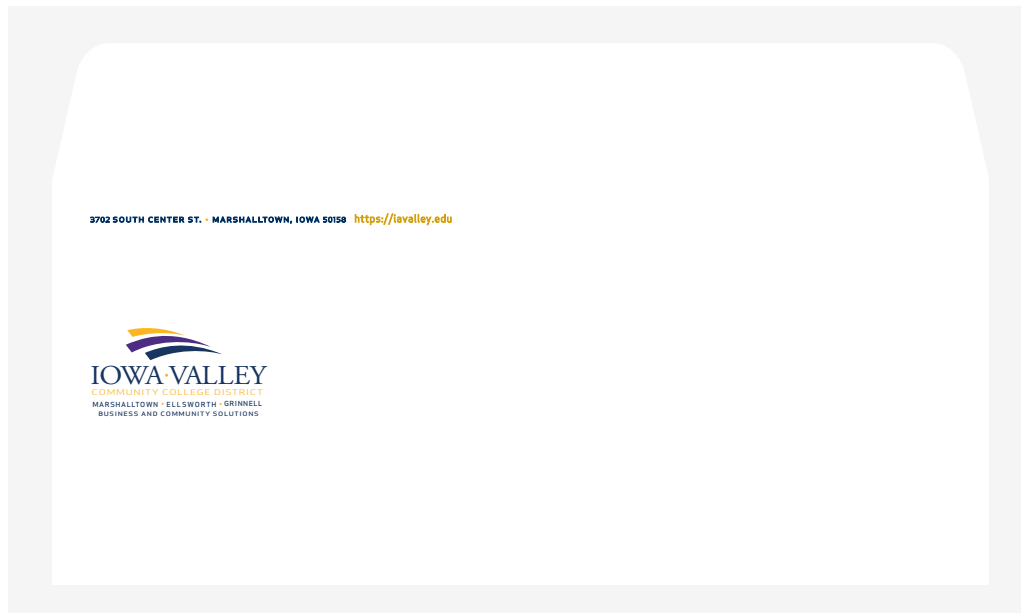 3702 SOUTH CENTER ST. • MARSHALLTOWN, IOWA 50158 https://iavalley.edu
IOWA•VALLEY
COMMUNITY COLLEGE DISTRICT
MARSHALLTOWN • ELLSWORTH • GRINNELL
BUSINESS AND COMMUNITY SOLUTIONS